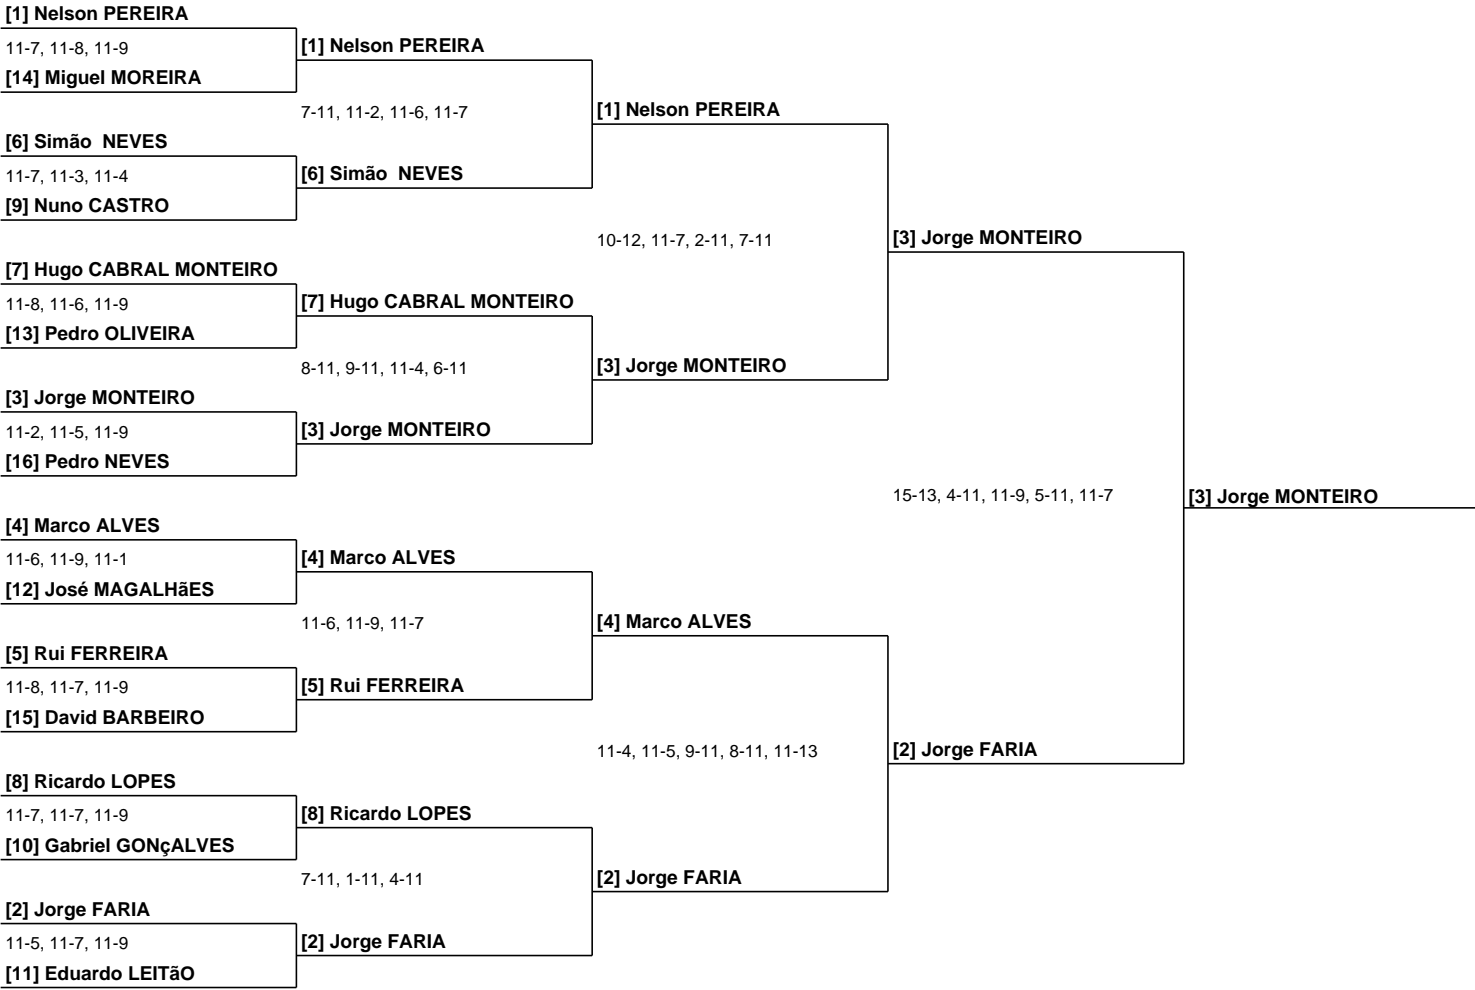 [1] Nelson PEREIRA
11-7, 11-8, 11-9
[1] Nelson PEREIRA
[14] Miguel MOREIRA
7-11, 11-2, 11-6, 11-7
[1] Nelson PEREIRA
[6] Simão  NEVES
11-7, 11-3, 11-4
[6] Simão  NEVES
[9] Nuno CASTRO
10-12, 11-7, 2-11, 7-11
[3] Jorge MONTEIRO
[7] Hugo CABRAL MONTEIRO
11-8, 11-6, 11-9
[7] Hugo CABRAL MONTEIRO
[13] Pedro OLIVEIRA
8-11, 9-11, 11-4, 6-11
[3] Jorge MONTEIRO
[3] Jorge MONTEIRO
11-2, 11-5, 11-9
[3] Jorge MONTEIRO
[16] Pedro NEVES
15-13, 4-11, 11-9, 5-11, 11-7
[3] Jorge MONTEIRO
[4] Marco ALVES
11-6, 11-9, 11-1
[4] Marco ALVES
[12] José MAGALHãES
11-6, 11-9, 11-7
[4] Marco ALVES
[5] Rui FERREIRA
11-8, 11-7, 11-9
[5] Rui FERREIRA
[15] David BARBEIRO
11-4, 11-5, 9-11, 8-11, 11-13
[2] Jorge FARIA
[8] Ricardo LOPES
11-7, 11-7, 11-9
[8] Ricardo LOPES
[10] Gabriel GONçALVES
7-11, 1-11, 4-11
[2] Jorge FARIA
[2] Jorge FARIA
11-5, 11-7, 11-9
[2] Jorge FARIA
[11] Eduardo LEITãO